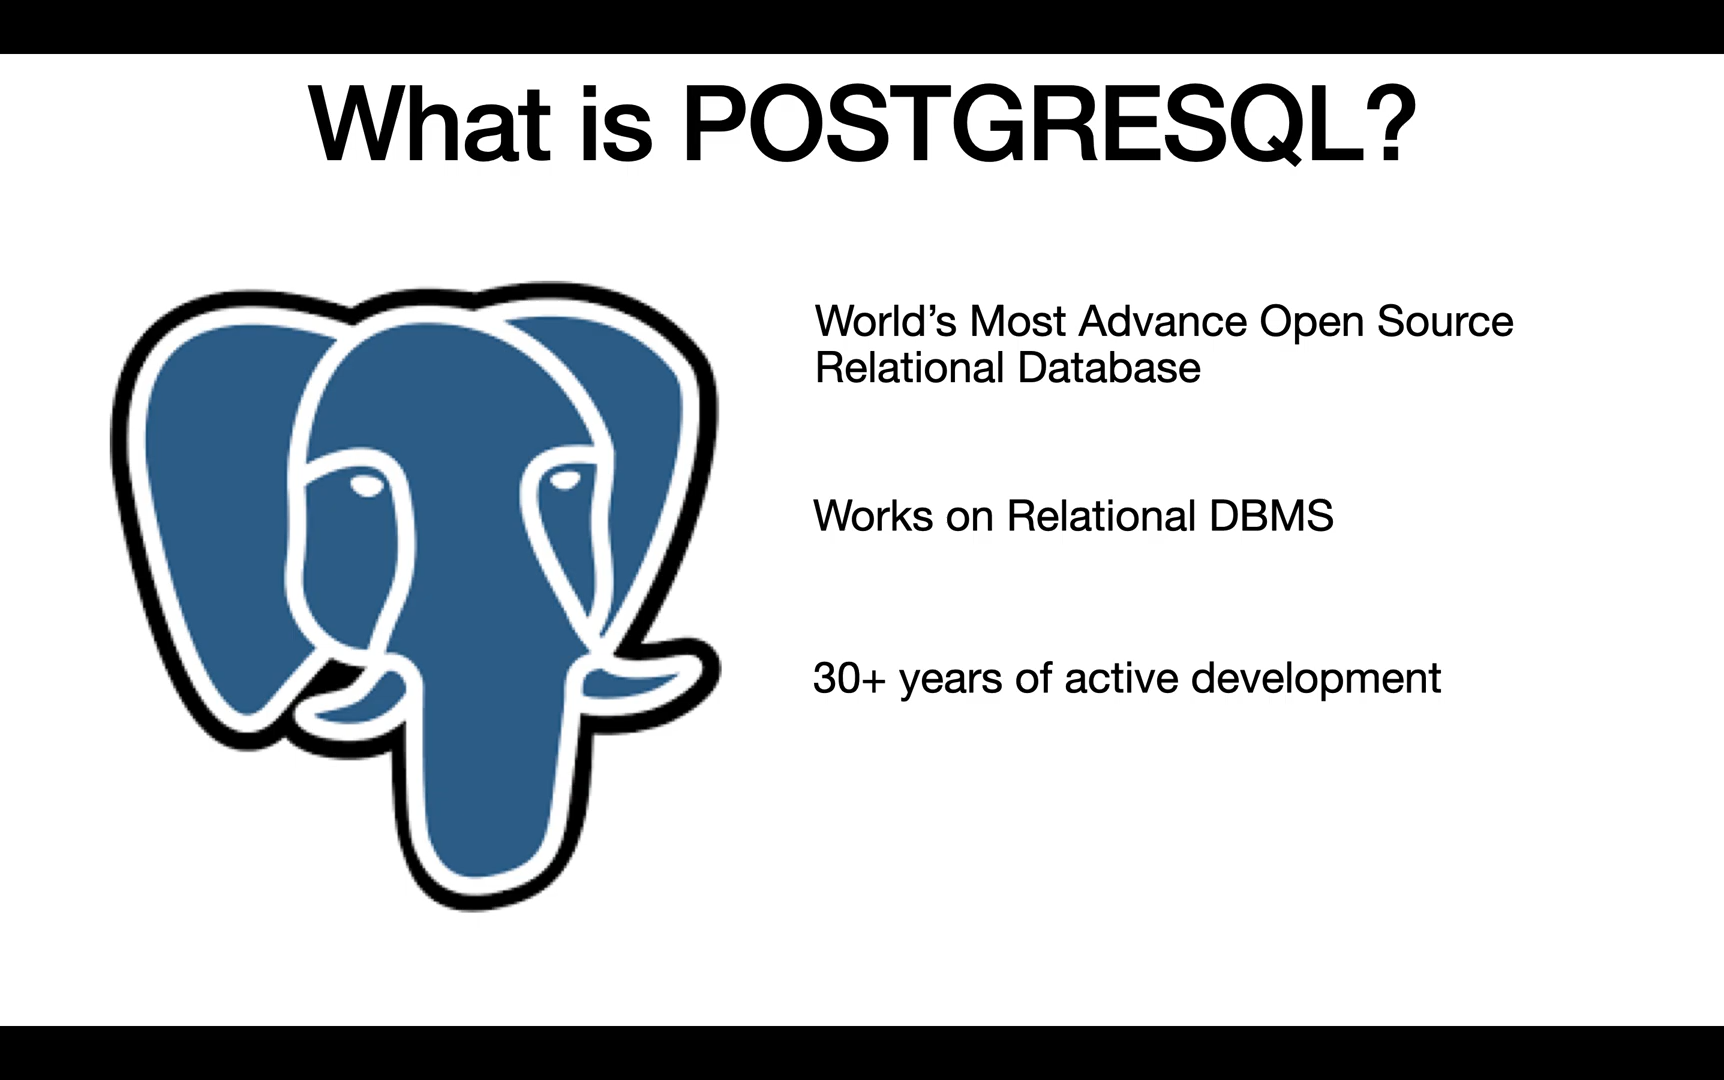 What is POSTGRESQL?
World’s Most Advance Open Source
Relational Database
Works on Relational DBMS
30+ years of active development